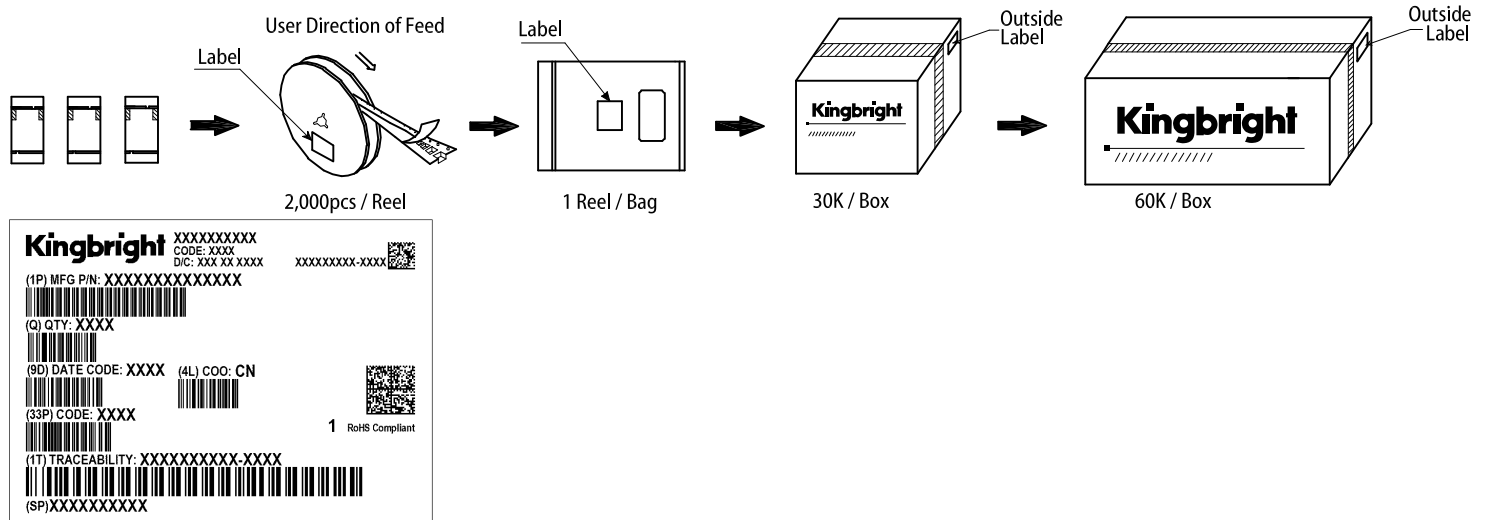 User Direction of Feed
Label
Label
Outside
Label
Outside
Label
Kingbright
Kingbright
2,000pcs / Reel
1 Reel / Bag
30K / Box
60K / Box
Kingbright
XXXXXXXXXX
CODE: XXXX
D/C: XXX XX XXXX
XXXXXXXXX-XXXX
(1P) MFG P/N: XXXXXXXXXXXXXX
(Q) QTY: XXXX
(9D) DATE CODE: XXXX
(4L) COO: CN
(33P) CODE: XXXX
1 RoHS Compliant
(1T) TRACEABILITY: XXXXXXXXXX-XXXX
(SP)XXXXXXXXXX